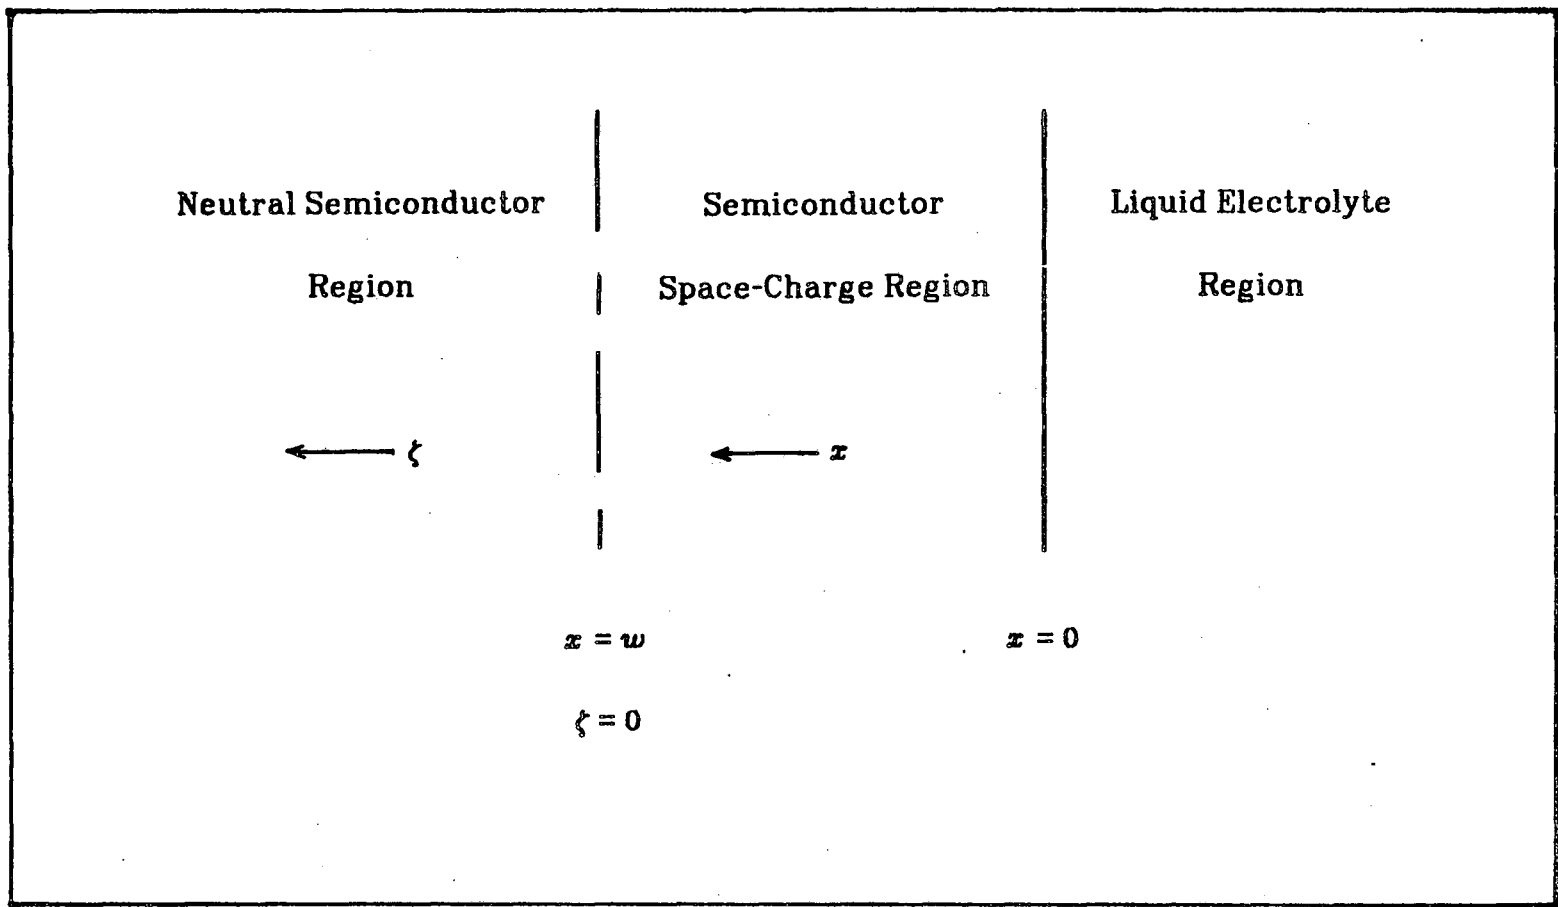 Neutral Semiconductor
Region
Semiconductor
Space-Charge Region
Liquid Electrolyte
Region
ζ
x
x = w
x = 0
ζ = 0